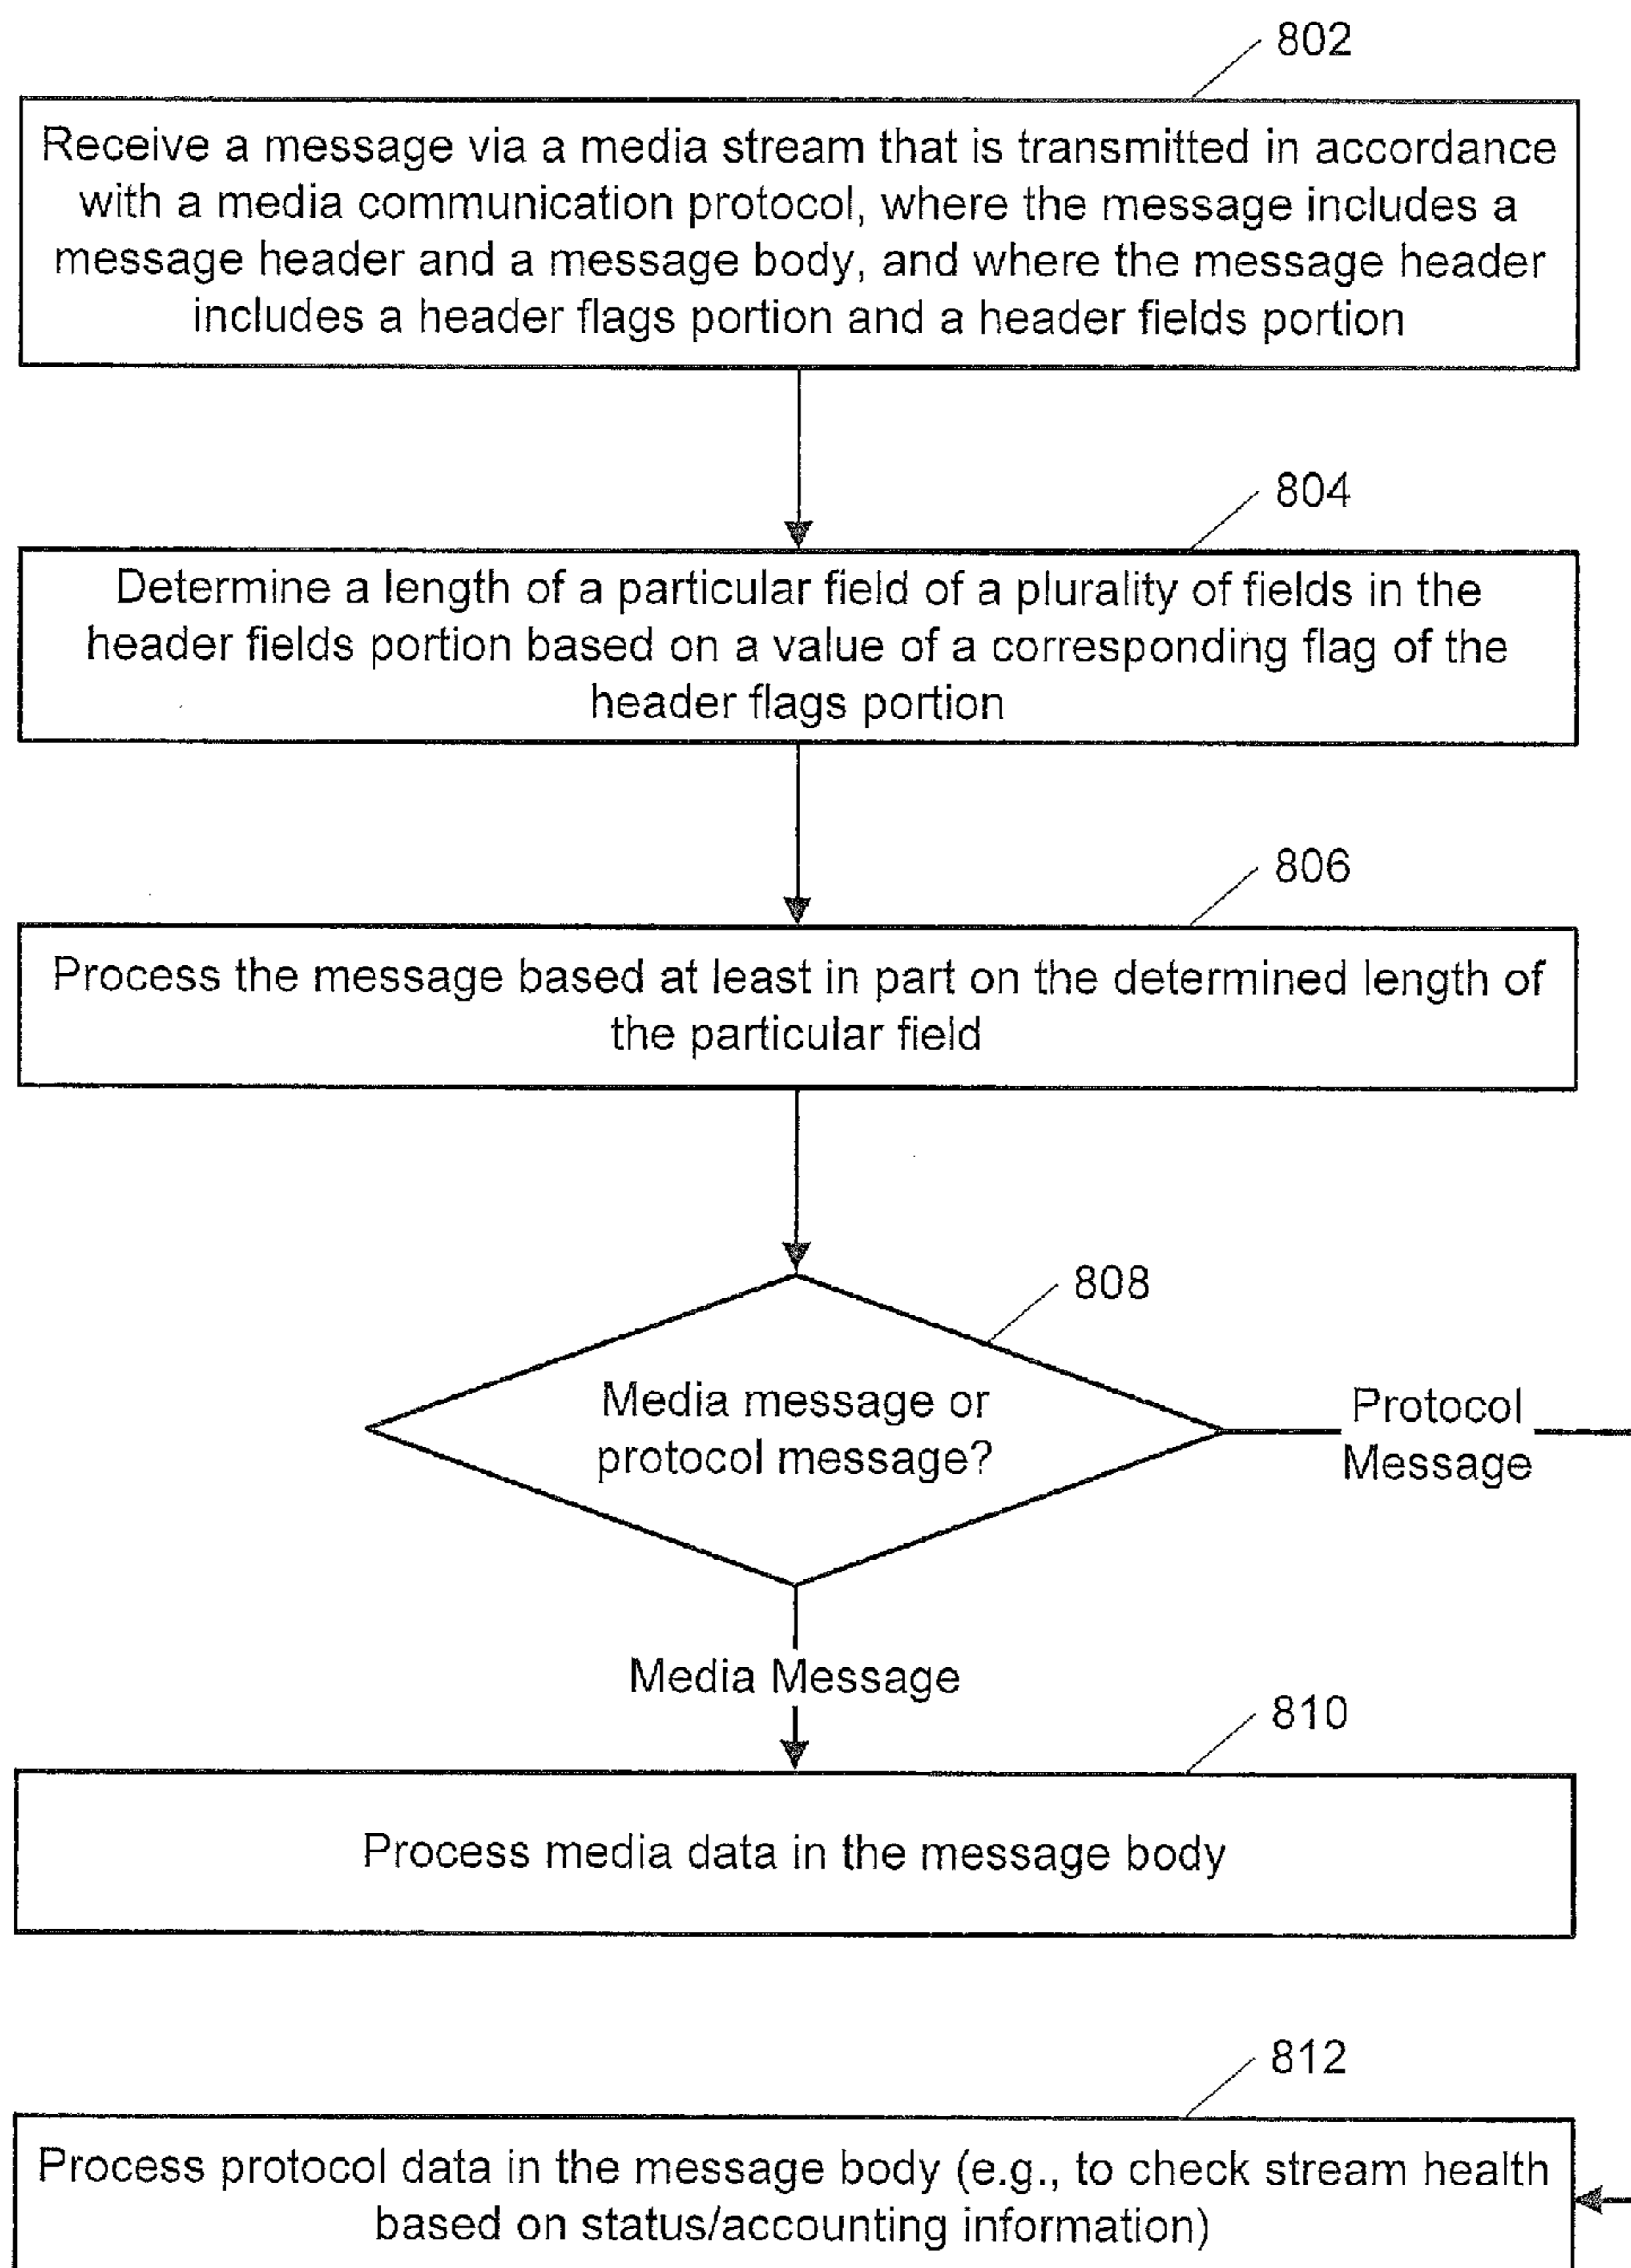 802
Receive a message via a media stream that is transmitted in accordance
with a media communication protocol, where the message includes a
message header and a message body, and where the message header
includes a header flags portion and a header fields portion
804
Determine a length of a particular field of a plurality of fields in the
header fields portion based on a value of a corresponding flag of the
header flags portion
806
Process the message based at least in part on the determined length of
the particular field
808
Media message or
protocol message?
Protocol
Message
Media Message
810
Process media data in the message body
812
Process protocol data in the message body (e.g., to check stream health
based on status/accounting information)